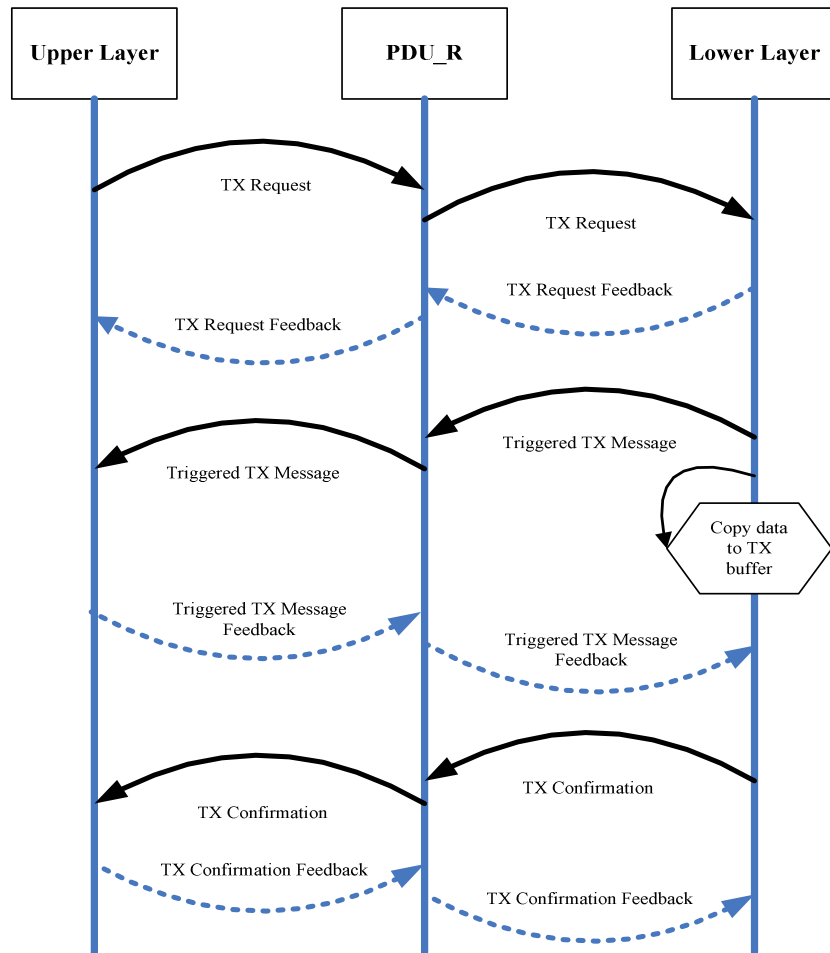 Upper Layer
PDU_R
Lower Layer
TX Request
TX Request
TX Request Feedback
TX Request Feedback
Triggered TX Message
Triggered TX Message
Copy data
to TX
buffer
Triggered TX Message
Feedback
Triggered TX Message
Feedback
TX Confirmation
TX Confirmation
TX Confirmation Feedback
TX Confirmation Feedback